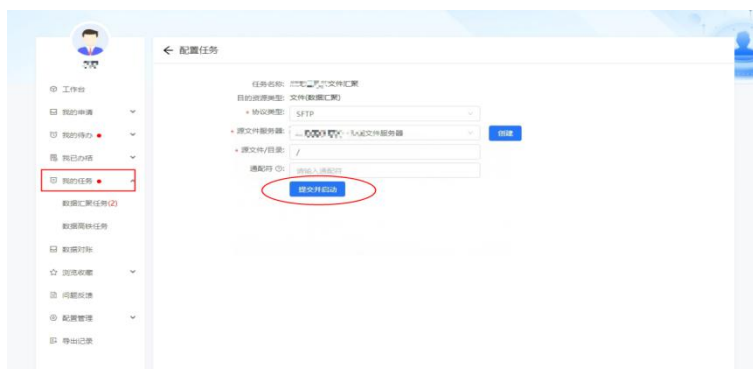 配置任务
工作台
我的申请
我的待办
我已办结
我的任务
数据汇聚任务(2)
数据离线任务
数据对账
浏览收藏
问题反馈
配置管理
导出记录
任务名称: 文件汇聚
目的资源类型: 文件(数据汇聚)
* 协议类型: SFTP
* 源文件服务器: 文件服务器 创建
* 源文件/目录: /
通配符 请输入通配符
提交并启动